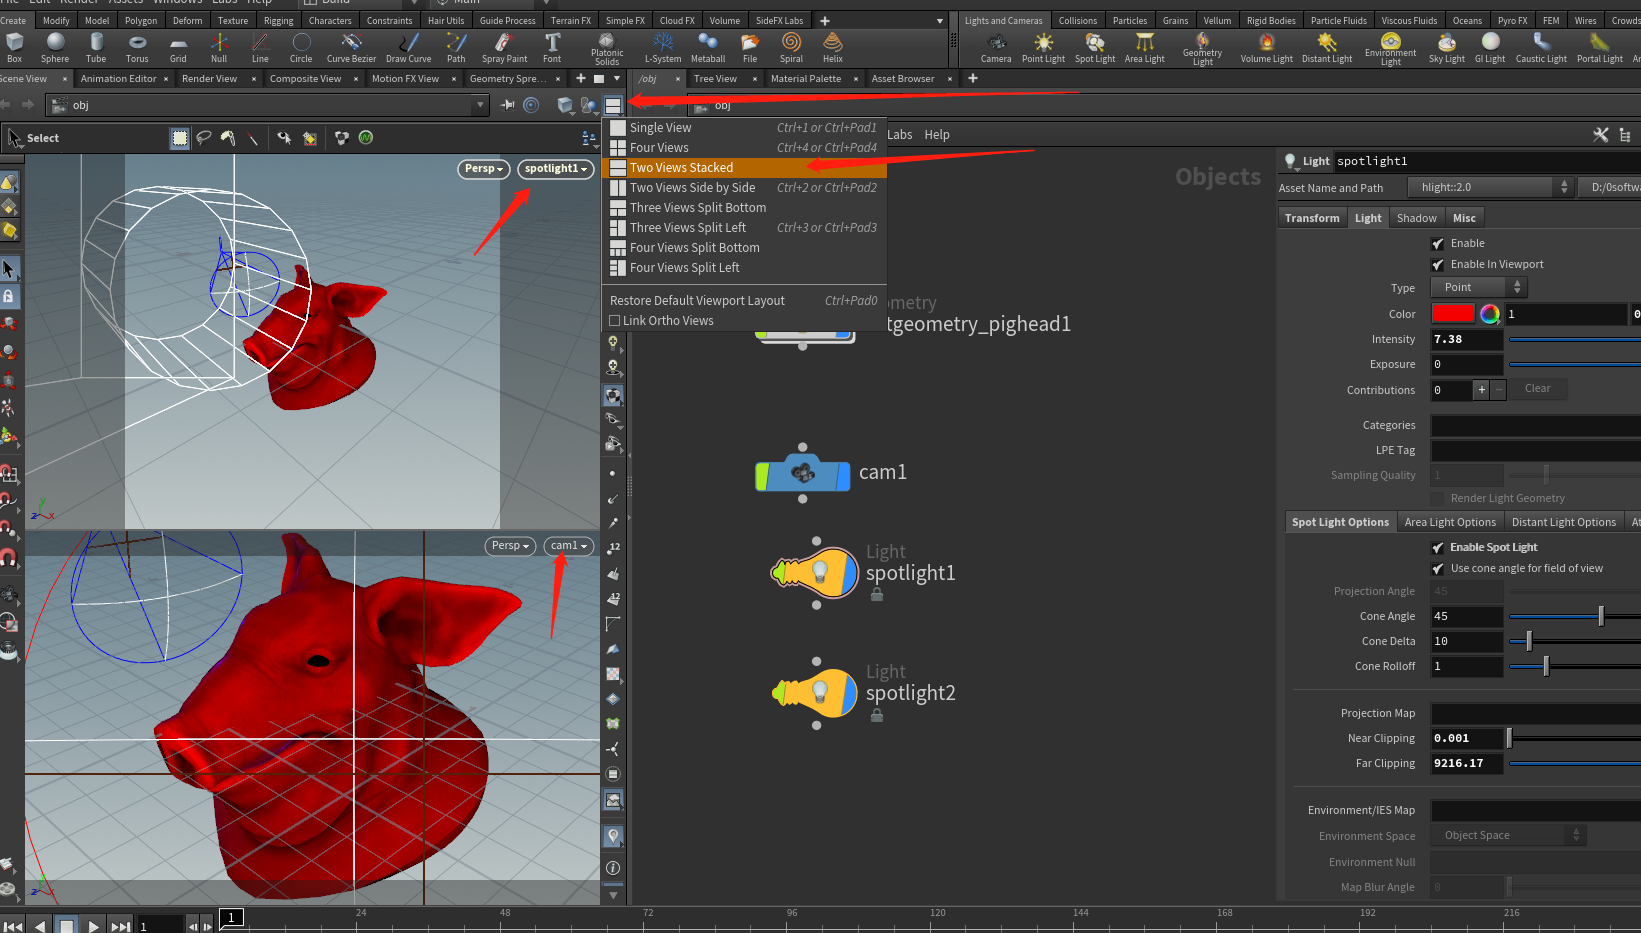 Edit Render Assets Windows Labs Help Build Main
Create Modify Model Polygon Deform Texture Rigging Characters Constraints Hair Utils Guide Process Terrain FX Simple FX Cloud FX Volume SideFX Labs
Lights and Cameras Collisions Particles Grains Vellum Rigid Bodies Particle Fluids Viscous Fluids Oceans Pyro FX FEM Wires Crowds
Box Sphere Tube Torus Grid Null Line Circle Curve Bezier Draw Curve Path Spray Paint Font Platonic Solids L-System Metaball File Spiral Helix
Camera Point Light Spot Light Area Light Geometry Light Volume Light Distant Light Environment Light Sky Light GI Light Caustic Light Portal Light
Scene View Animation Editor Render View Composite View Motion FX View Geometry Spre...
/obj Tree View Material Palette Asset Browser
obj
obj
Select
Labs Help
Single View Ctrl+1 or Ctrl+Pad1
Four Views Ctrl+4 or Ctrl+Pad4
Two Views Stacked
Two Views Side by Side Ctrl+2 or Ctrl+Pad2
Three Views Split Bottom
Three Views Split Left Ctrl+3 or Ctrl+Pad3
Four Views Split Bottom
Four Views Split Left
Restore Default Viewport Layout Ctrl+Pad0
Link Ortho Views
Persp spotlight1
Persp cam1
y
z x
z x
12
12
Objects
ometry
tgeometry_pighead1
cam1
Light
spotlight1
Light
spotlight2
Light spotlight1
Asset Name and Path hlight::2.0 D:/0softwa
Transform Light Shadow Misc
Enable
Enable In Viewport
Type Point
Color 1 0
Intensity 7.38
Exposure 0
Contributions 0 + − Clear
Categories
LPE Tag
Sampling Quality 1
Render Light Geometry
Spot Light Options Area Light Options Distant Light Options At
Enable Spot Light
Use cone angle for field of view
Projection Angle 45
Cone Angle 45
Cone Delta 10
Cone Rolloff 1
Projection Map
Near Clipping 0.001
Far Clipping 9216.17
Environment/IES Map
Environment Space Object Space
Environment Null
Map Blur Angle 0
1 1 24 48 72 96 120 144 168 192 216